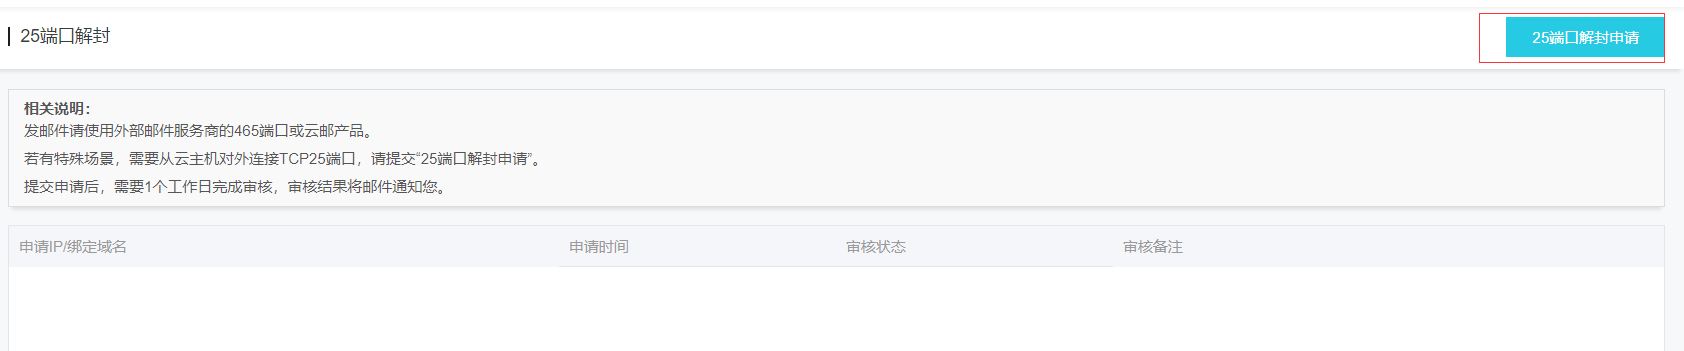 25端口解封
25端口解封申请
相关说明：
发邮件请使用外部邮件服务商的465端口或云邮产品。
若有特殊场景，需要从云主机对外连接TCP25端口，请提交“25端口解封申请”。
提交申请后，需要1个工作日完成审核，审核结果将邮件通知您。
申请IP/绑定域名 申请时间 审核状态 审核备注